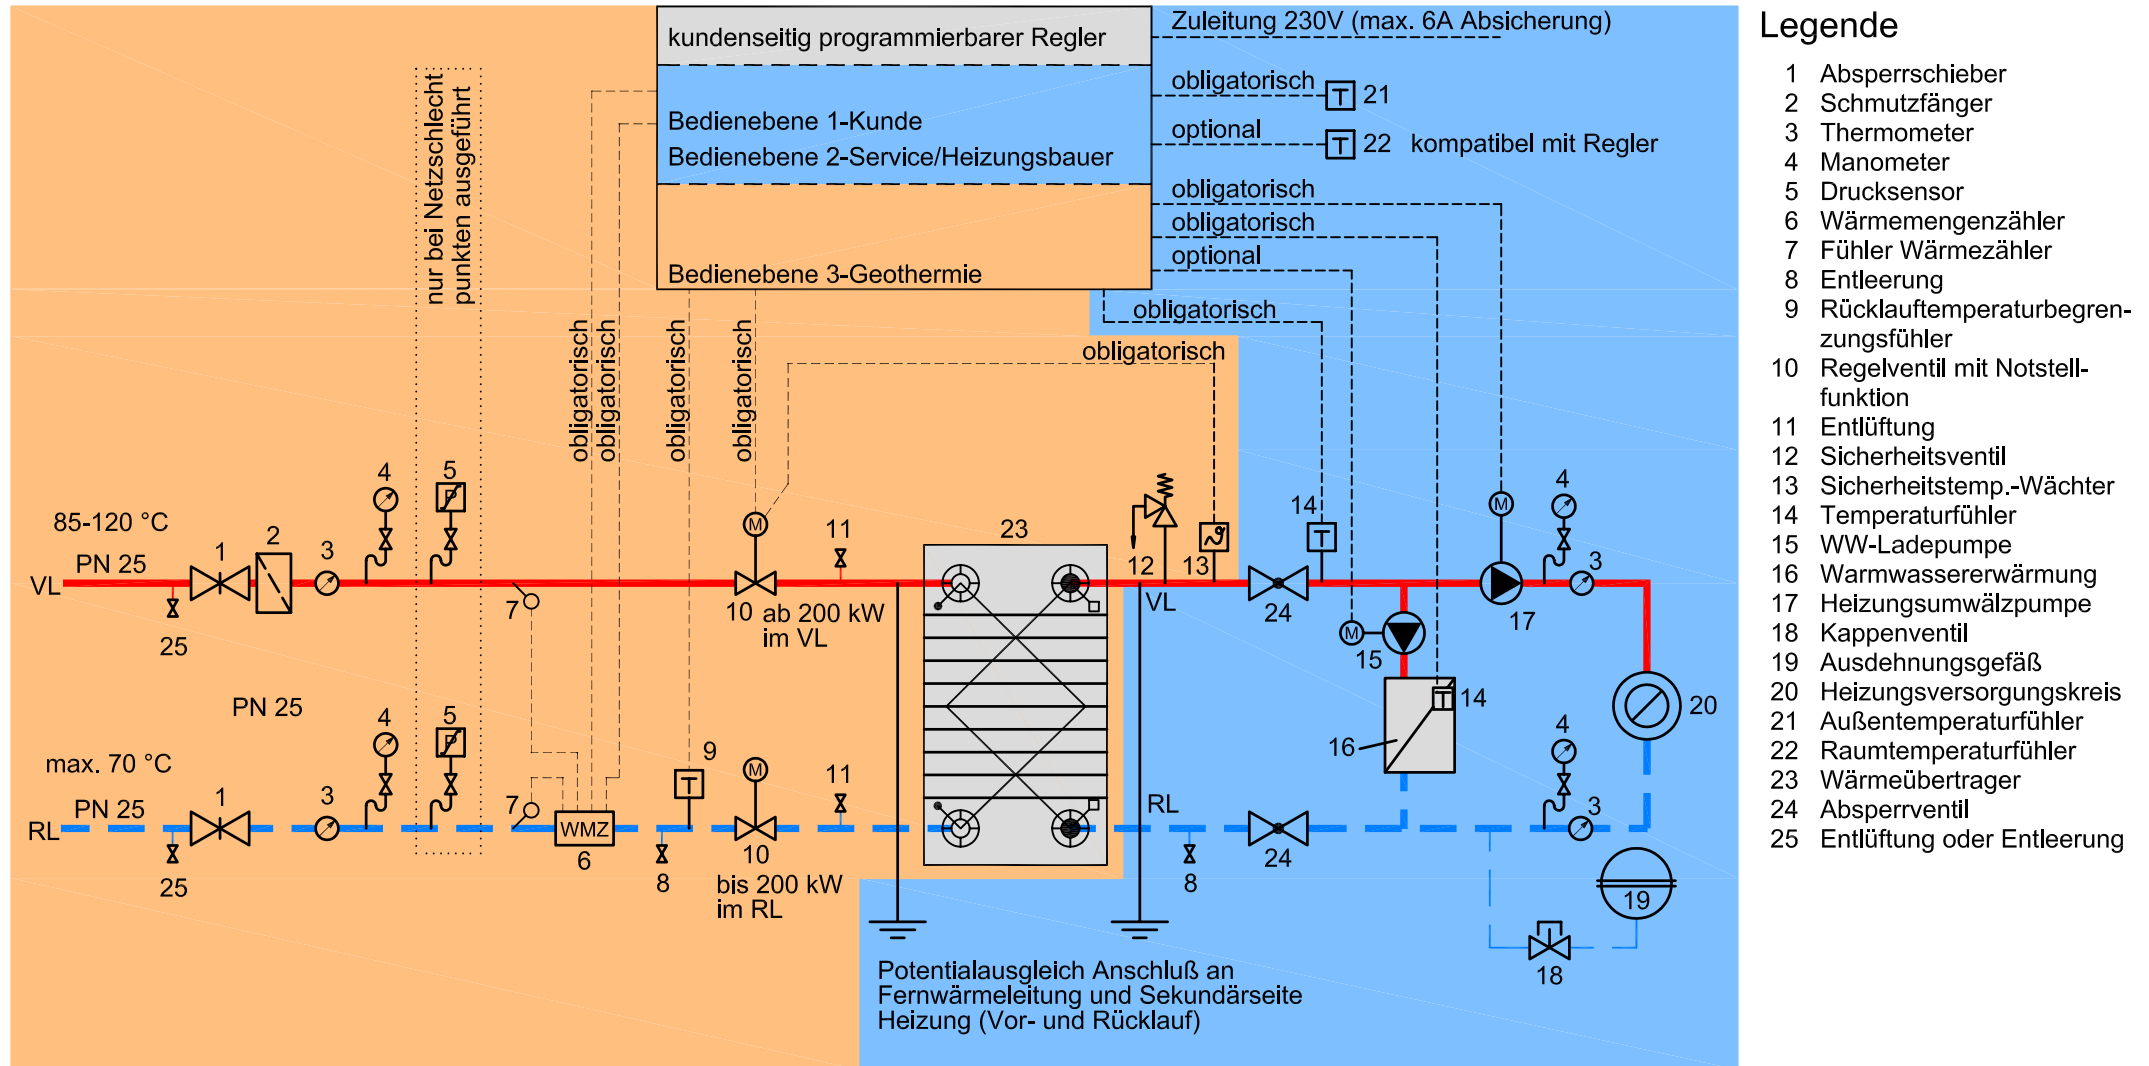 kundenseitig programmierbarer Regler
Bedienebene 1-Kunde
Bedienebene 2-Service/Heizungsbauer
Bedienebene 3-Geothermie
Zuleitung 230V (max. 6A Absicherung)
obligatorisch
T 21
optional
T 22 kompatibel mit Regler
obligatorisch
obligatorisch
optional
obligatorisch
obligatorisch
nur bei Netzschlecht
punkten ausgeführt
obligatorisch
obligatorisch
obligatorisch
obligatorisch
85-120 °C
PN 25
VL
25
1
2
3
4
5
P
7
M
10 ab 200 kW
im VL
11
23
12
13
VL
14
T
24
M
15
M
17
4
3
T 14
16
20
PN 25
max. 70 °C
PN 25
RL
25
1
3
4
5
P
7
WMZ
6
8
9
T
M
10
bis 200 kW
im RL
11
RL
8
24
4
3
19
18
Potentialausgleich Anschluß an
Fernwärmeleitung und Sekundärseite
Heizung (Vor- und Rücklauf)
Legende
1 Absperrschieber
2 Schmutzfänger
3 Thermometer
4 Manometer
5 Drucksensor
6 Wärmemengenzähler
7 Fühler Wärmezähler
8 Entleerung
9 Rücklauftemperaturbegren-
zungsfühler
10 Regelventil mit Notstell-
funktion
11 Entlüftung
12 Sicherheitsventil
13 Sicherheitstemp.-Wächter
14 Temperaturfühler
15 WW-Ladepumpe
16 Warmwassererwärmung
17 Heizungsumwälzpumpe
18 Kappenventil
19 Ausdehnungsgefäß
20 Heizungsversorgungskreis
21 Außentemperaturfühler
22 Raumtemperaturfühler
23 Wärmeübertrager
24 Absperrventil
25 Entlüftung oder Entleerung